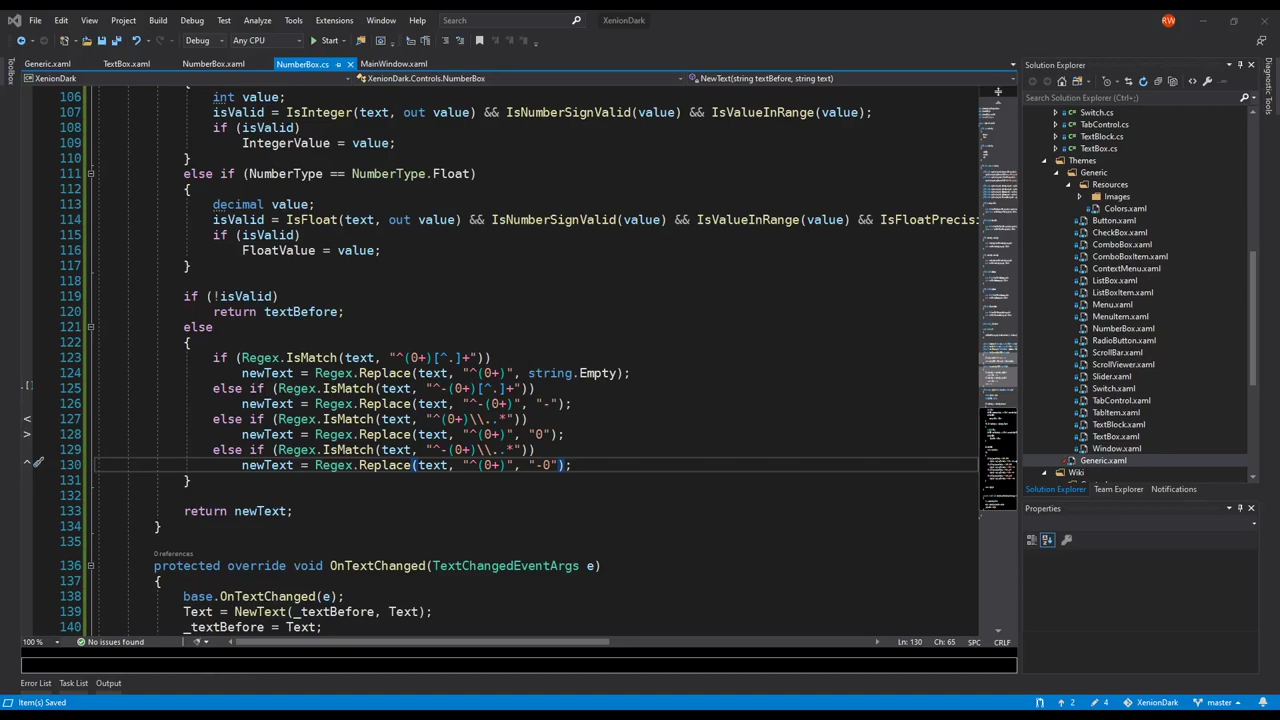 File Edit View Project Build Debug Test Analyze Tools Extensions Window Help Search XenionDark RW
Debug Any CPU Start
Generic.xaml TextBox.xaml NumberBox.xaml NumberBox.cs MainWindow.xaml
XenionDark XenionDark.Controls.NumberBox NewText(string textBefore, string text)
Toolbox
Diagnostic Tools
106 int value;
107 isValid = IsInteger(text, out value) && IsNumberSignValid(value) && IsValueInRange(value);
108 if (isValid)
109 IntegerValue = value;
110 }
111 else if (NumberType == NumberType.Float)
112 {
113 decimal value;
114 isValid = IsFloat(text, out value) && IsNumberSignValid(value) && IsValueInRange(value) && IsFloatPrecisi
115 if (isValid)
116 FloatValue = value;
117 }
118
119 if (!isValid)
120 return textBefore;
121 else
122 {
123 if (Regex.IsMatch(text, "^(0+)[^.]+"))
124 newText = Regex.Replace(text, "^(0+)", string.Empty);
125 else if (Regex.IsMatch(text, "^-(0+)[^.]+"))
126 newText = Regex.Replace(text, "^-(0+)", "-");
127 else if (Regex.IsMatch(text, "^(0+)\\..*"))
128 newText = Regex.Replace(text, "^(0+)", "0");
129 else if (Regex.IsMatch(text, "^-(0+)\\..*"))
130 newText = Regex.Replace(text, "^(0+)", "-0");
131 }
132
133 return newText;
134 }
135
0 references
136 protected override void OnTextChanged(TextChangedEventArgs e)
137 {
138 base.OnTextChanged(e);
139 Text = NewText(_textBefore, Text);
140 _textBefore = Text;
100 % No issues found Ln: 130 Ch: 65 SPC CRLF
Error List Task List Output
Solution Explorer
Search Solution Explorer (Ctrl+;)
Switch.cs
TabControl.cs
TextBlock.cs
TextBox.cs
Themes
Generic
Resources
Images
Colors.xaml
Button.xaml
CheckBox.xaml
ComboBox.xaml
ComboBoxItem.xaml
ContextMenu.xaml
ListBox.xaml
ListBoxItem.xaml
Menu.xaml
MenuItem.xaml
NumberBox.xaml
RadioButton.xaml
ScrollBar.xaml
ScrollViewer.xaml
Slider.xaml
Switch.xaml
TabControl.xaml
TabItem.xaml
TextBlock.xaml
TextBox.xaml
Window.xaml
Generic.xaml
Wiki
Solution Explorer Team Explorer Notifications
Properties
Item(s) Saved 2 4 XenionDark master